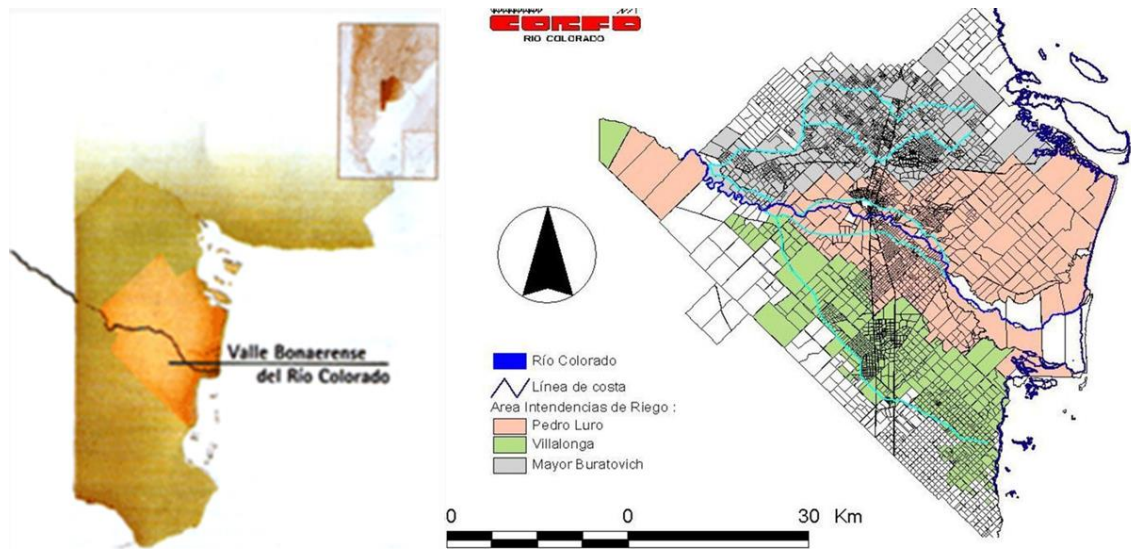 Valle Bonaerense
del Río Colorado
CORFO
RIO COLORADO
Río Colorado
Línea de costa
Area Intendencias de Riego :
Pedro Luro
Villalonga
Mayor Buratovich
0 0 30 Km